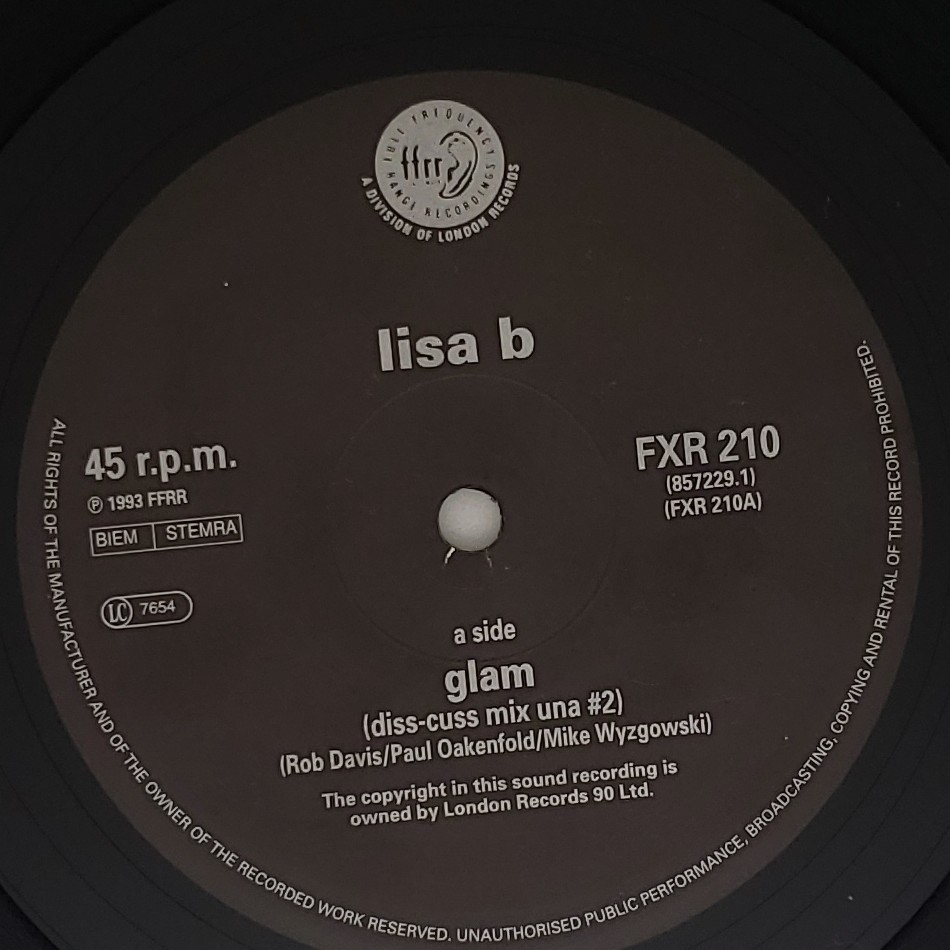 FULL FREQUENCY
ffrr
RANGE RECORDINGS
A DIVISION OF LONDON RECORDS
lisa b
45 r.p.m.
℗ 1993 FFRR
BIEM STEMRA
LC 7654
FXR 210
(857229.1)
(FXR 210A)
a side
glam
(diss-cuss mix una #2)
(Rob Davis/Paul Oakenfold/Mike Wyzgowski)
The copyright in this sound recording is
owned by London Records 90 Ltd.
ALL RIGHTS OF THE MANUFACTURER AND OF THE OWNER OF THE RECORDED WORK RESERVED. UNAUTHORISED PUBLIC PERFORMANCE, BROADCASTING, COPYING AND RENTAL OF THIS RECORD PROHIBITED.